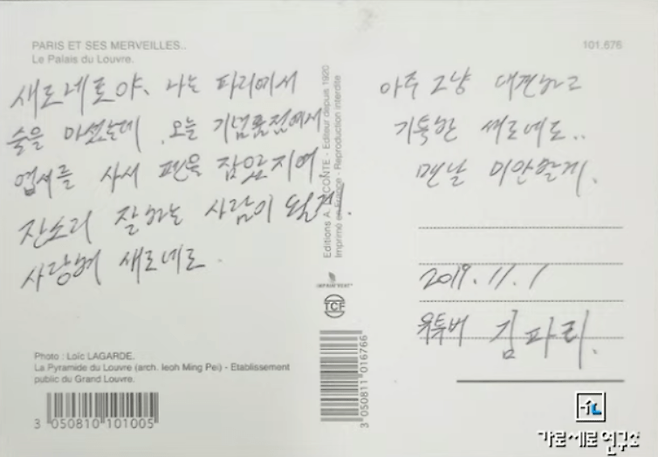 PARIS ET SES MERVEILLES..
Le Palais du Louvre.
새로네로야. 나는 파리에서
술을 마셨는데. 오늘 기념품점에서
엽서를 사서 펜을 잡았지여.
잔소리 잘하는 사람이 될게.
사랑해 새로네로.
Photo : Loïc LAGARDE.
La Pyramide du Louvre (arch. Ieoh Ming Pei) - Etablissement
public du Grand Louvre.
3 050810 101005
Editions A. LECONTE - Editeur depuis 1920
Imprimé en France - Reproduction interdite
IMPRIM'VERT
TCF
3 050811 016766
101.676
아주 그냥 대견하고
기특한 새로네로..
맨날 미안할게.
2019.11.1
유튜버 김파리.
가로세로연구소